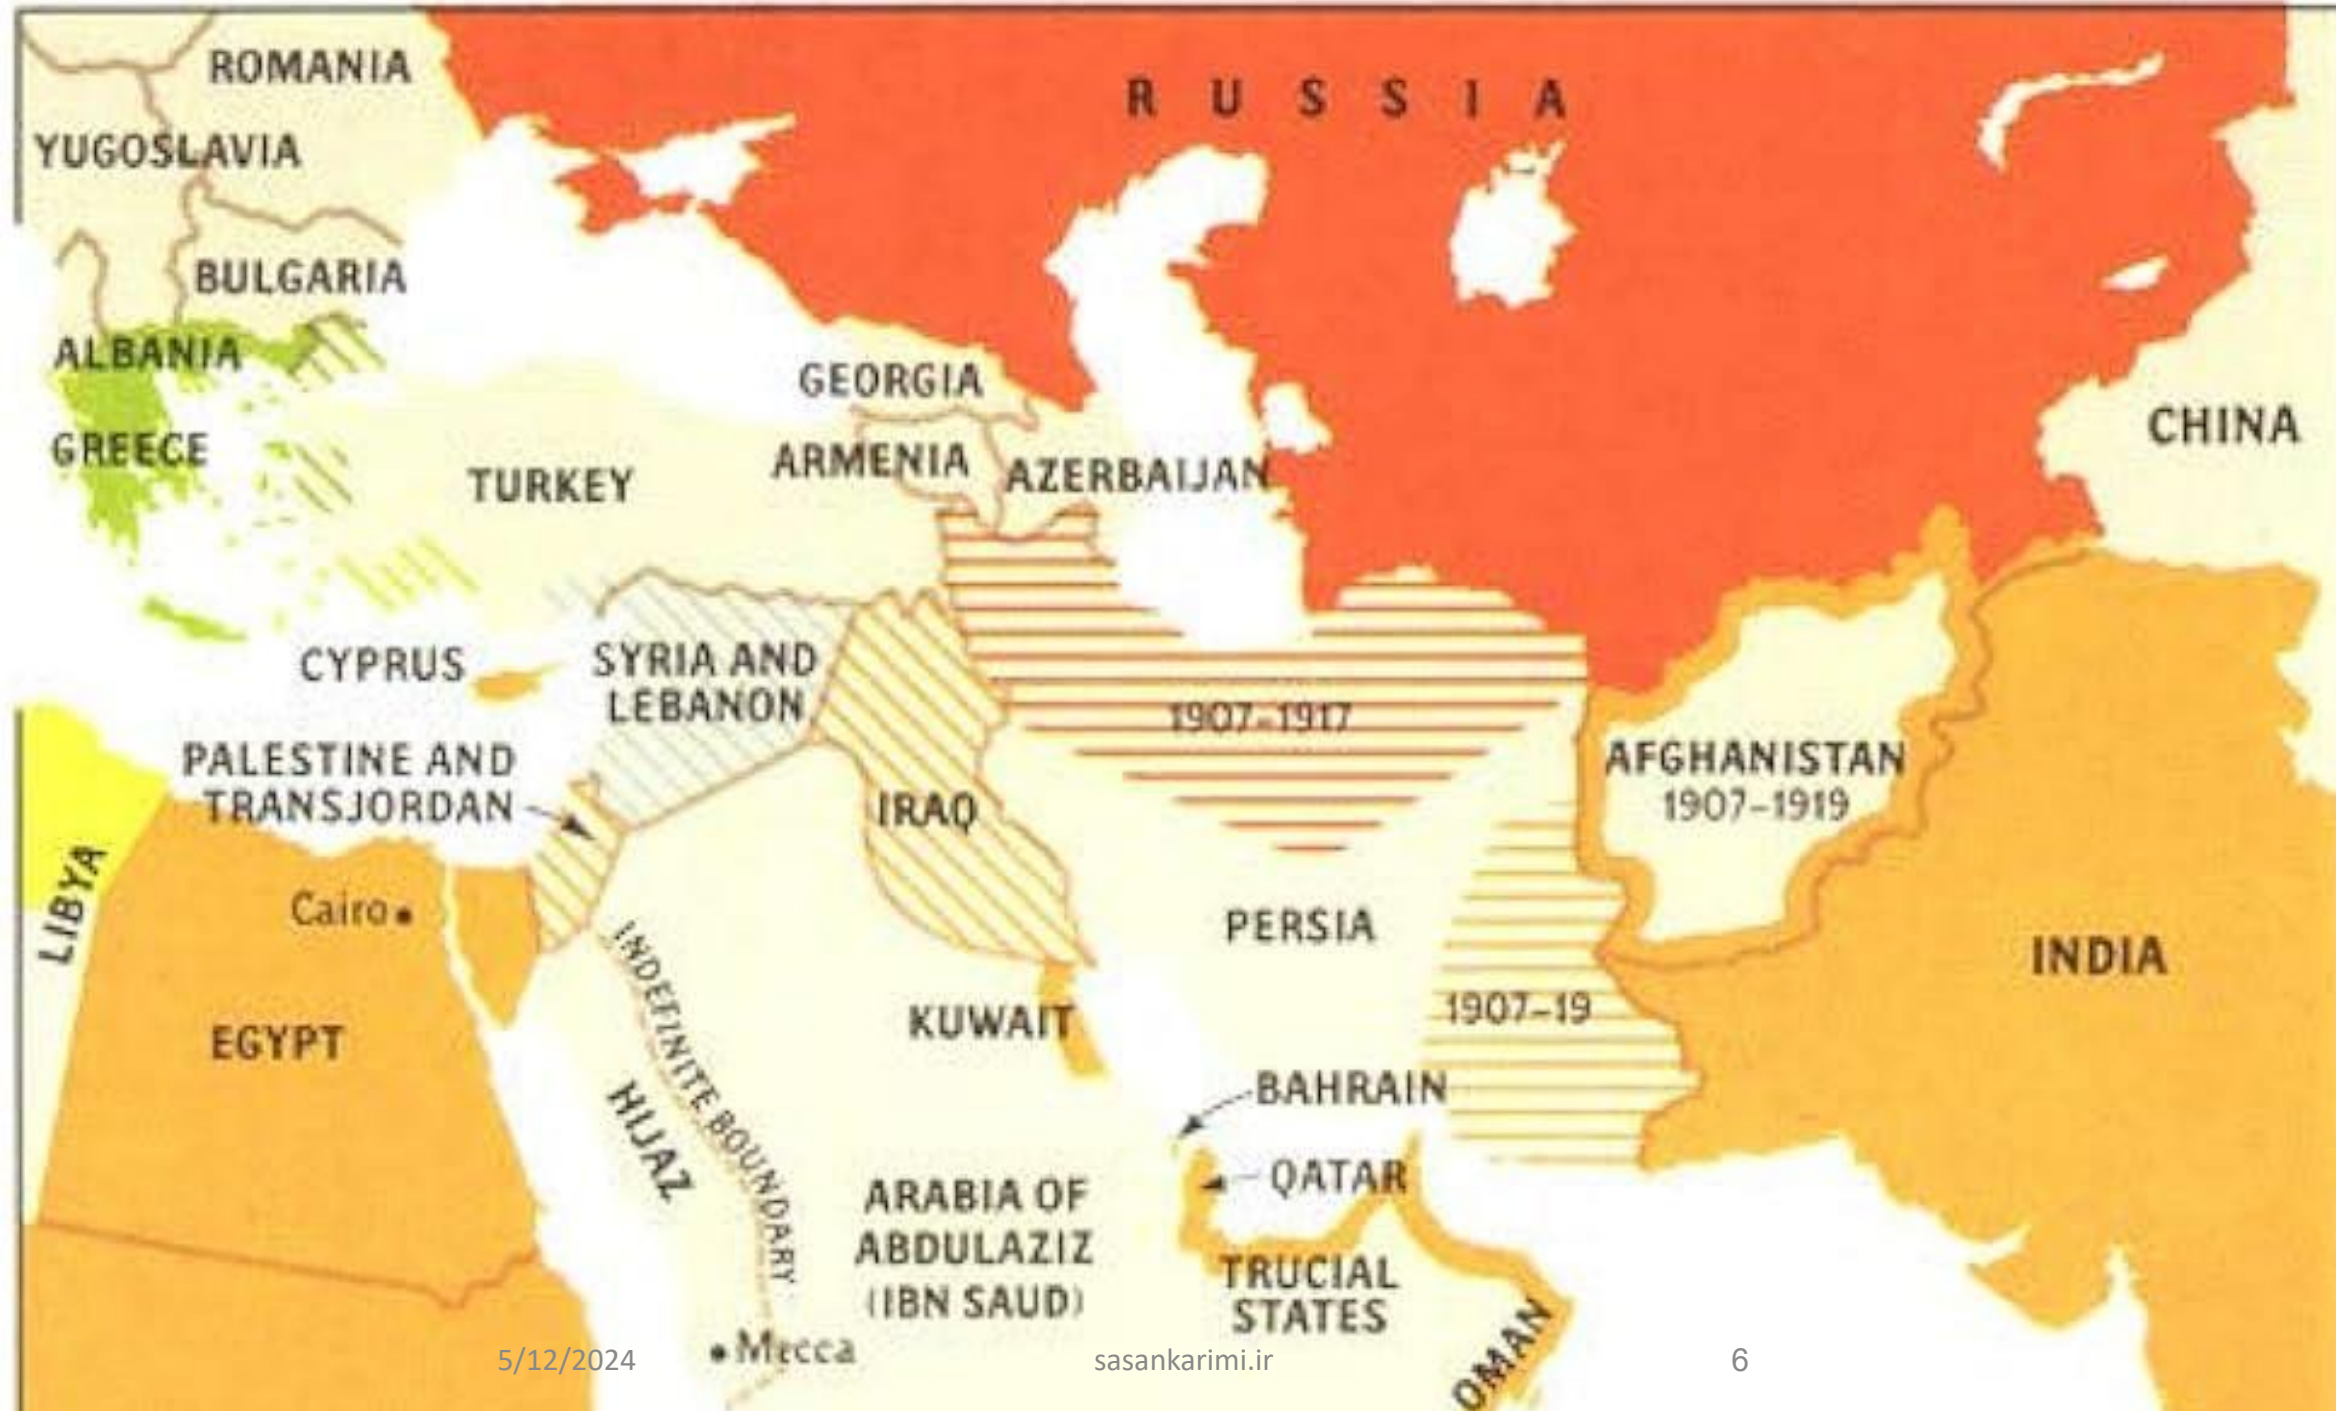 ROMANIA
RUSSIA
YUGOSLAVIA
BULGARIA
ALBANIA
GEORGIA
CHINA
GREECE
ARMENIA
AZERBAIJAN
TURKEY
CYPRUS
SYRIA AND
LEBANON
1907-1917
PALESTINE AND
TRANSJORDAN
AFGHANISTAN
1907-1919
IRAQ
LIBYA
Cairo
PERSIA
INDIA
INDEFINITE BOUNDARY
1907-19
KUWAIT
EGYPT
BAHRAIN
HIJAZ
QATAR
ARABIA OF
ABDULAZIZ
(IBN SAUD)
TRUCIAL
STATES
OMAN
Mecca
5/12/2024
sasankarimi.ir
6